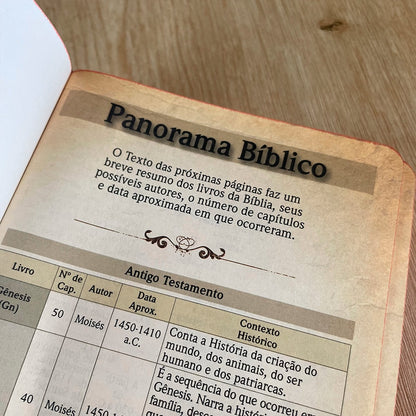 Panorama Bíblico
O Texto das próximas páginas faz um
breve resumo dos livros da Bíblia, seus
possíveis autores, o número de capítulos
e data aproximada em que ocorreram.
Antigo Testamento
Livro
Nº de
Cap.
Autor
Data
Aprox.
Contexto
Histórico
Gênesis
(Gn)
50
Moisés
1450-1410
a.C.
Conta a História da criação do
mundo, dos animais, do ser
humano e dos patriarcas.
40
Moisés
É a sequência do que ocorreu em
Gênesis. Narra a
família,